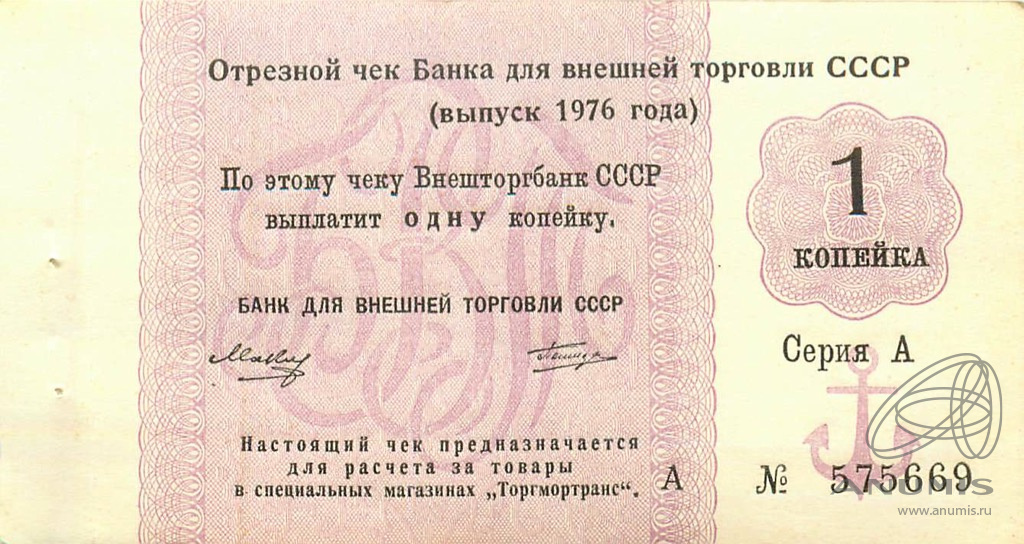 Отрезной чек Банка для внешней торговли СССР
(выпуск 1976 года)
По этому чеку Внешторгбанк СССР
выплатит одну копейку.
1
КОПЕЙКА
БАНК ДЛЯ ВНЕШНЕЙ ТОРГОВЛИ СССР
Серия А
Настоящий чек предназначается
для расчета за товары
в специальных магазинах „Торгмортранс“.
А № 575669
ANUMIS
www.anumis.ru